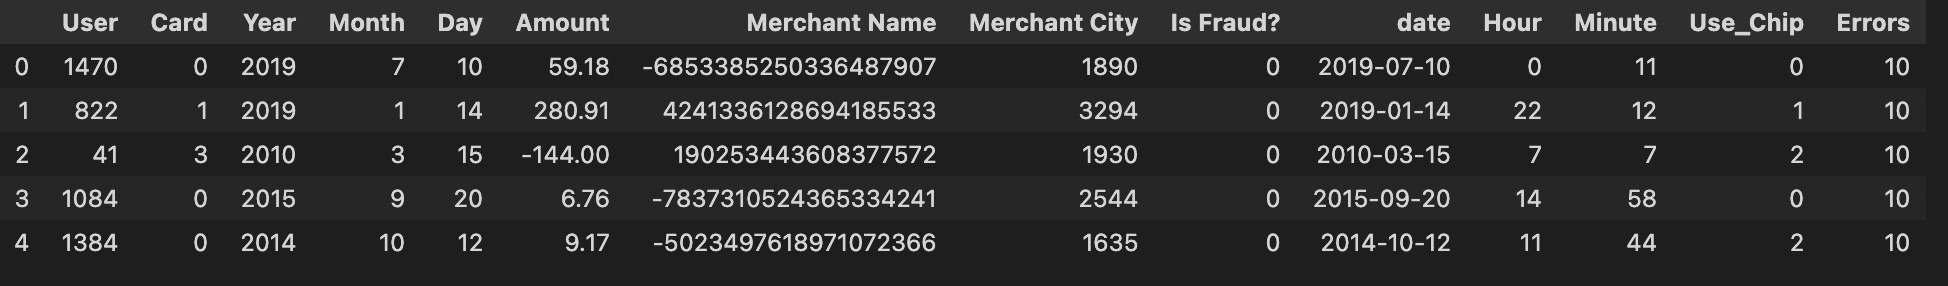 User Card Year Month Day Amount Merchant Name Merchant City Is Fraud? date Hour Minute Use_Chip Errors
0 1470 0 2019 7 10 59.18 -6853385250336487907 1890 0 2019-07-10 0 11 0 10
1 822 1 2019 1 14 280.91 4241336128694185533 3294 0 2019-01-14 22 12 1 10
2 41 3 2010 3 15 -144.00 190253443608377572 1930 0 2010-03-15 7 7 2 10
3 1084 0 2015 9 20 6.76 -7837310524365334241 2544 0 2015-09-20 14 58 0 10
4 1384 0 2014 10 12 9.17 -5023497618971072366 1635 0 2014-10-12 11 44 2 10